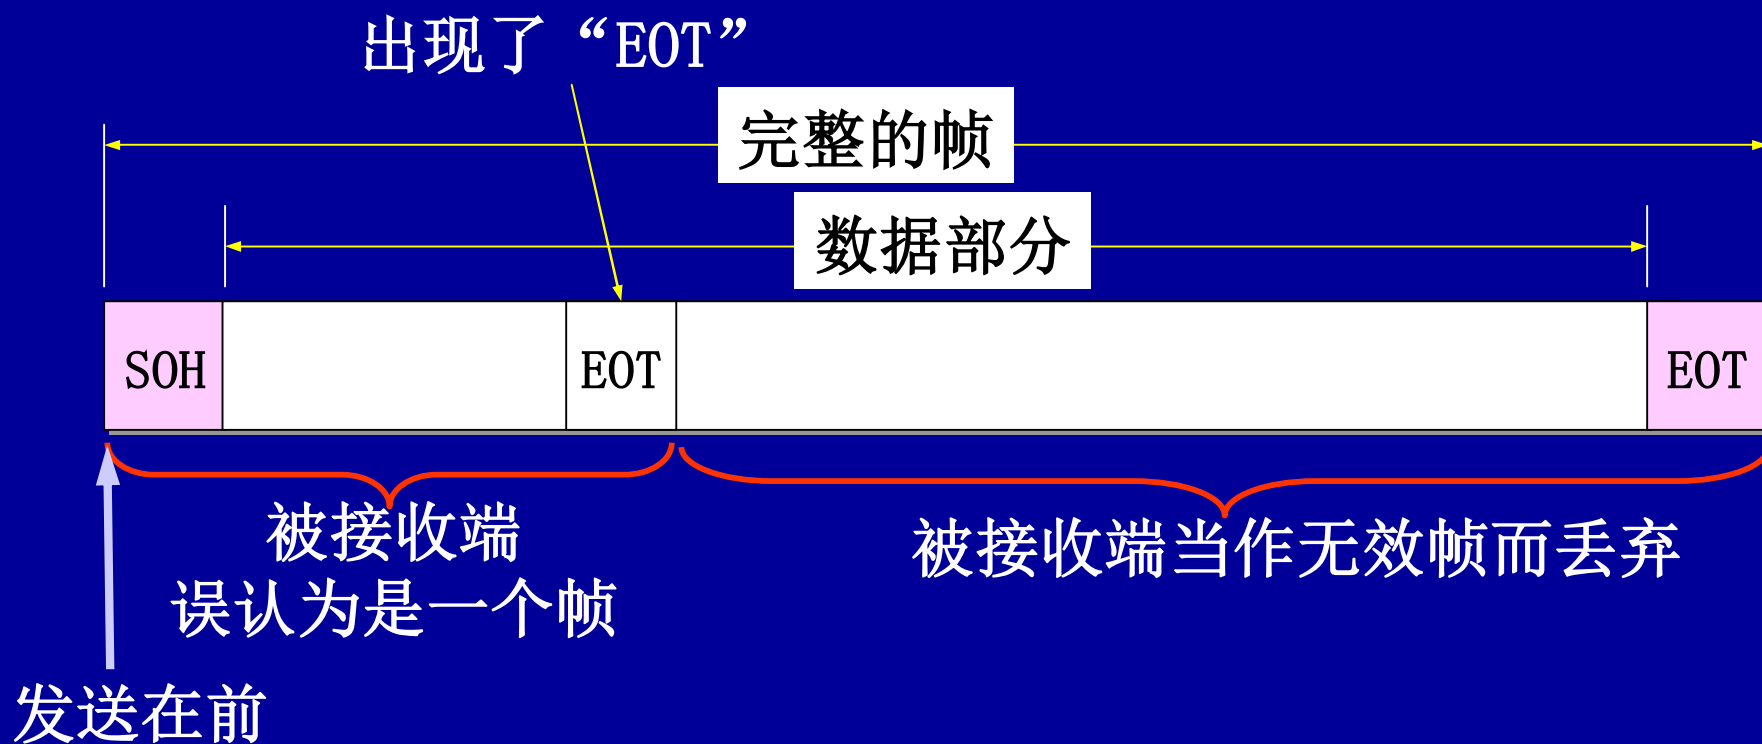 出现了“EOT”
完整的帧
数据部分
SOH
EOT
EOT
被接收端
误认为是一个帧
被接收端当作无效帧而丢弃
发送在前